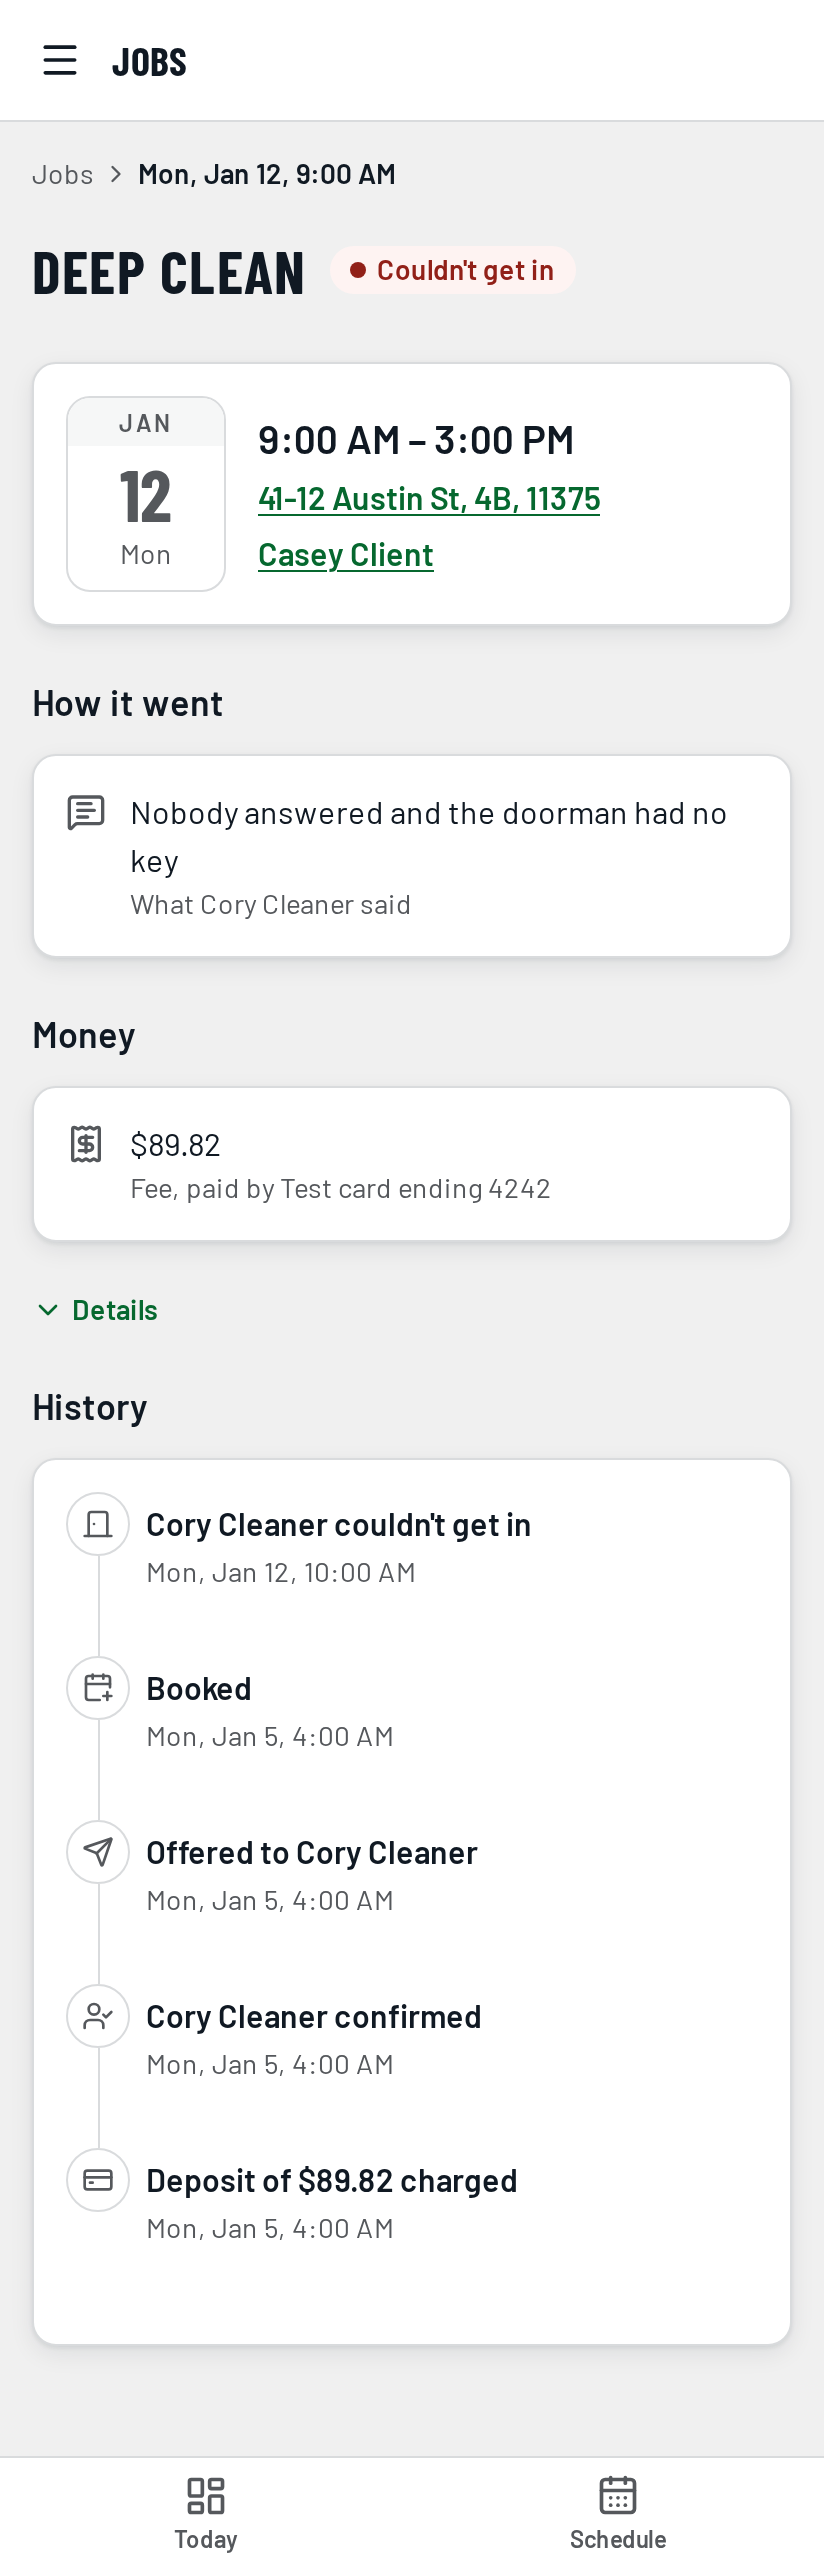 JOBS
Jobs > Mon, Jan 12, 9:00 AM
DEEP CLEAN
Couldn't get in
JAN
12
Mon
9:00 AM – 3:00 PM
41-12 Austin St, 4B, 11375
Casey Client
How it went
Nobody answered and the doorman had no
key
What Cory Cleaner said
Money
$89.82
Fee, paid by Test card ending 4242
Details
History
Cory Cleaner couldn't get in
Mon, Jan 12, 10:00 AM
Booked
Mon, Jan 5, 4:00 AM
Offered to Cory Cleaner
Mon, Jan 5, 4:00 AM
Cory Cleaner confirmed
Mon, Jan 5, 4:00 AM
Deposit of $89.82 charged
Mon, Jan 5, 4:00 AM
Today
Schedule